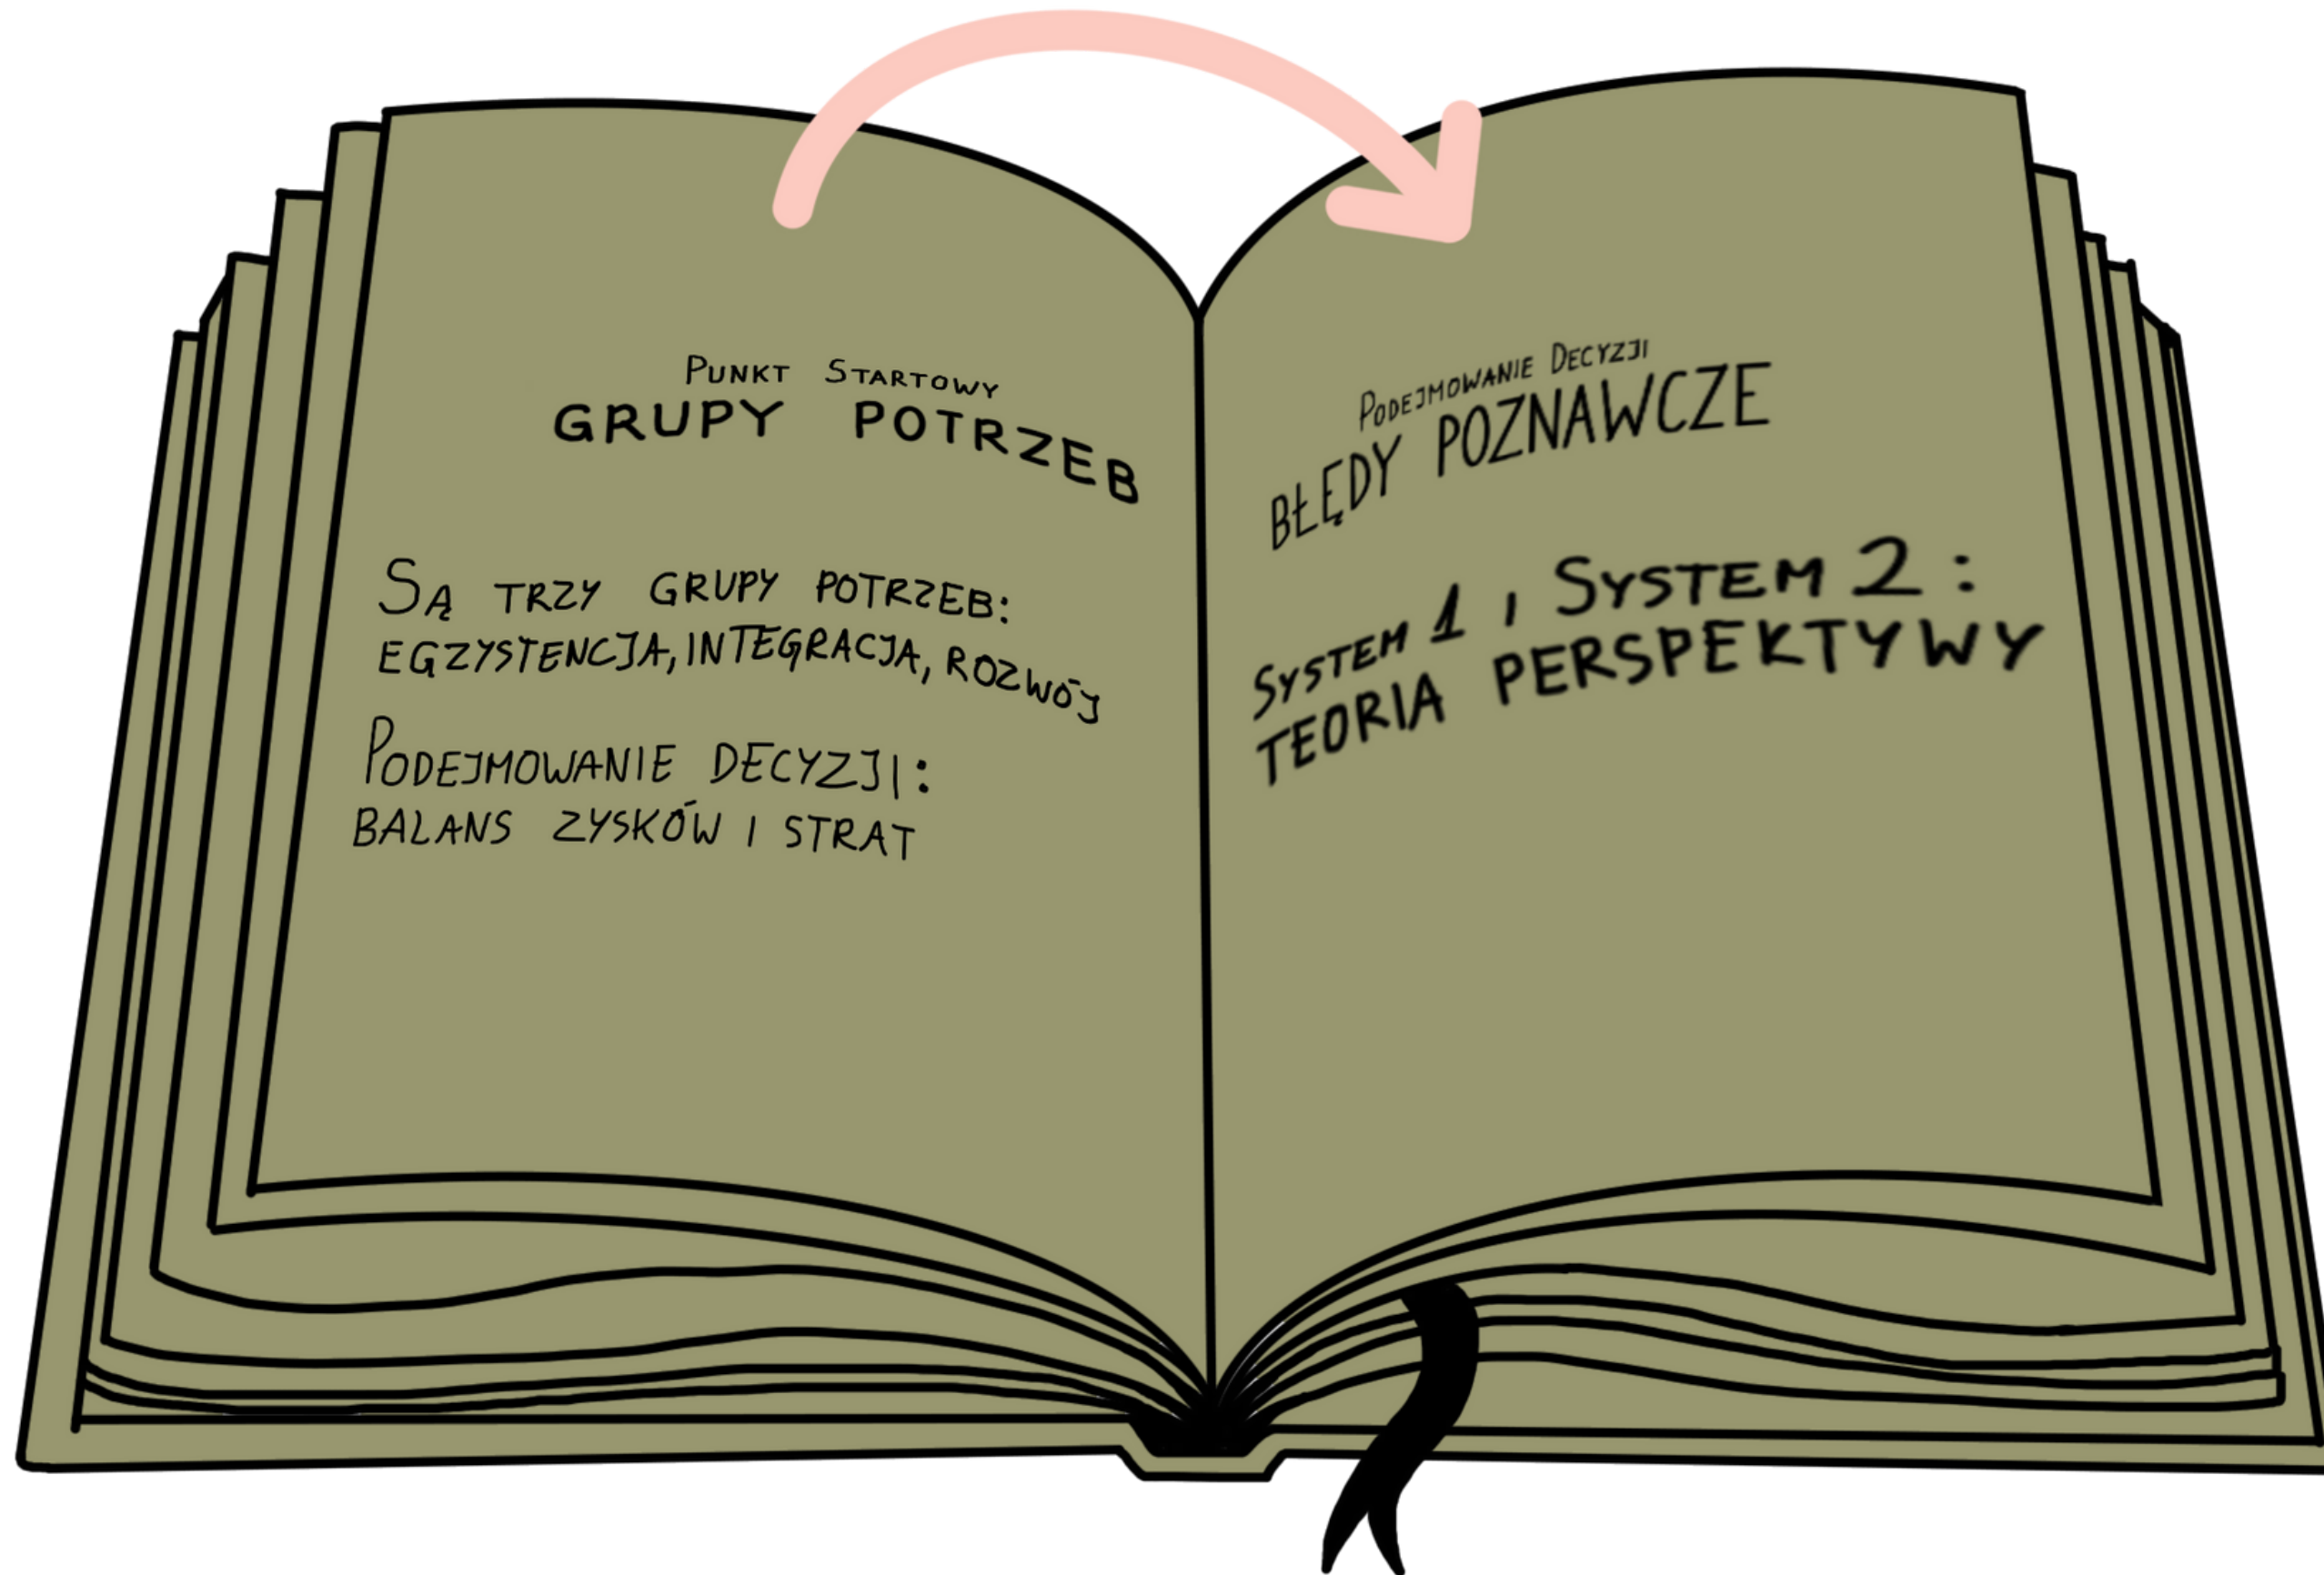 PUNKT STARTOWY
GRUPY POTRZEB
SĄ TRZY GRUPY POTRZEB:
EGZYSTENCJA, INTEGRACJA, ROZWÓJ
PODEJMOWANIE DECYZJI:
BALANS ZYSKÓW I STRAT
PODEJMOWANIE DECYZJI
BŁĘDY POZNAWCZE
SYSTEM 1 I SYSTEM 2:
TEORIA PERSPEKTYWY